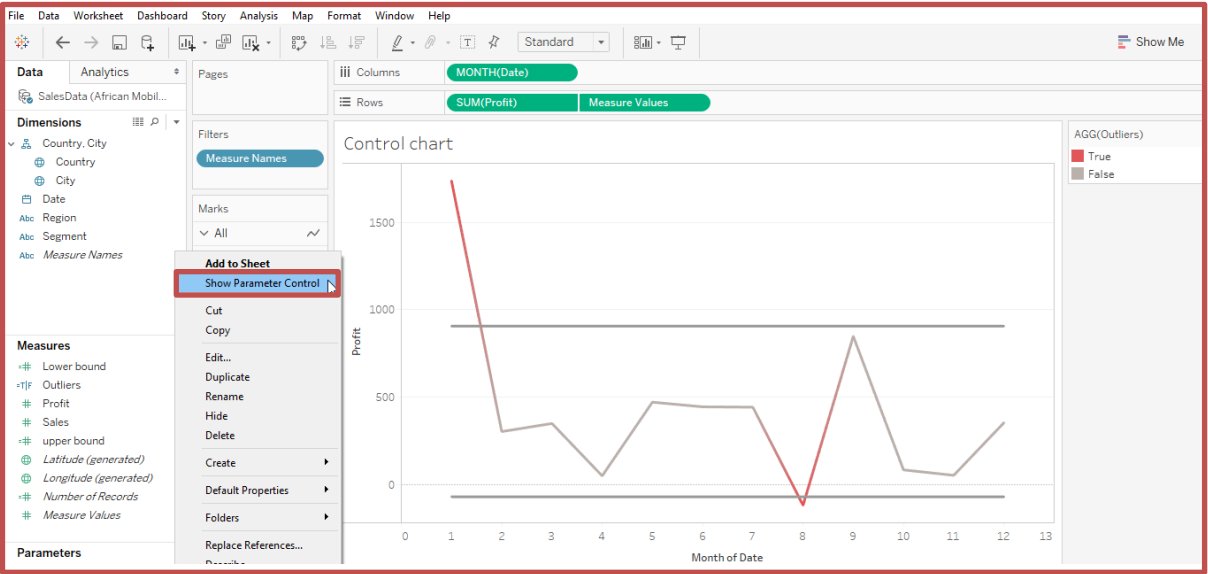 File Data Worksheet Dashboard Story Analysis Map Format Window Help
Standard
Show Me
Data Analytics
SalesData (African Mobil...
Dimensions
Country, City
Country
City
Date
Abc Region
Abc Segment
Abc Measure Names
Measures
=# Lower bound
=T|F Outliers
# Profit
# Sales
=# upper bound
Latitude (generated)
Longitude (generated)
=# Number of Records
# Measure Values
Parameters
Pages
Filters
Measure Names
Marks
All
Add to Sheet
Show Parameter Control
Cut
Copy
Edit...
Duplicate
Rename
Hide
Delete
Create
Default Properties
Folders
Replace References...
Describe
iii Columns MONTH(Date)
Rows SUM(Profit) Measure Values
Control chart
1500
1000
500
0
Profit
0 1 2 3 4 5 6 7 8 9 10 11 12 13
Month of Date
AGG(Outliers)
True
False